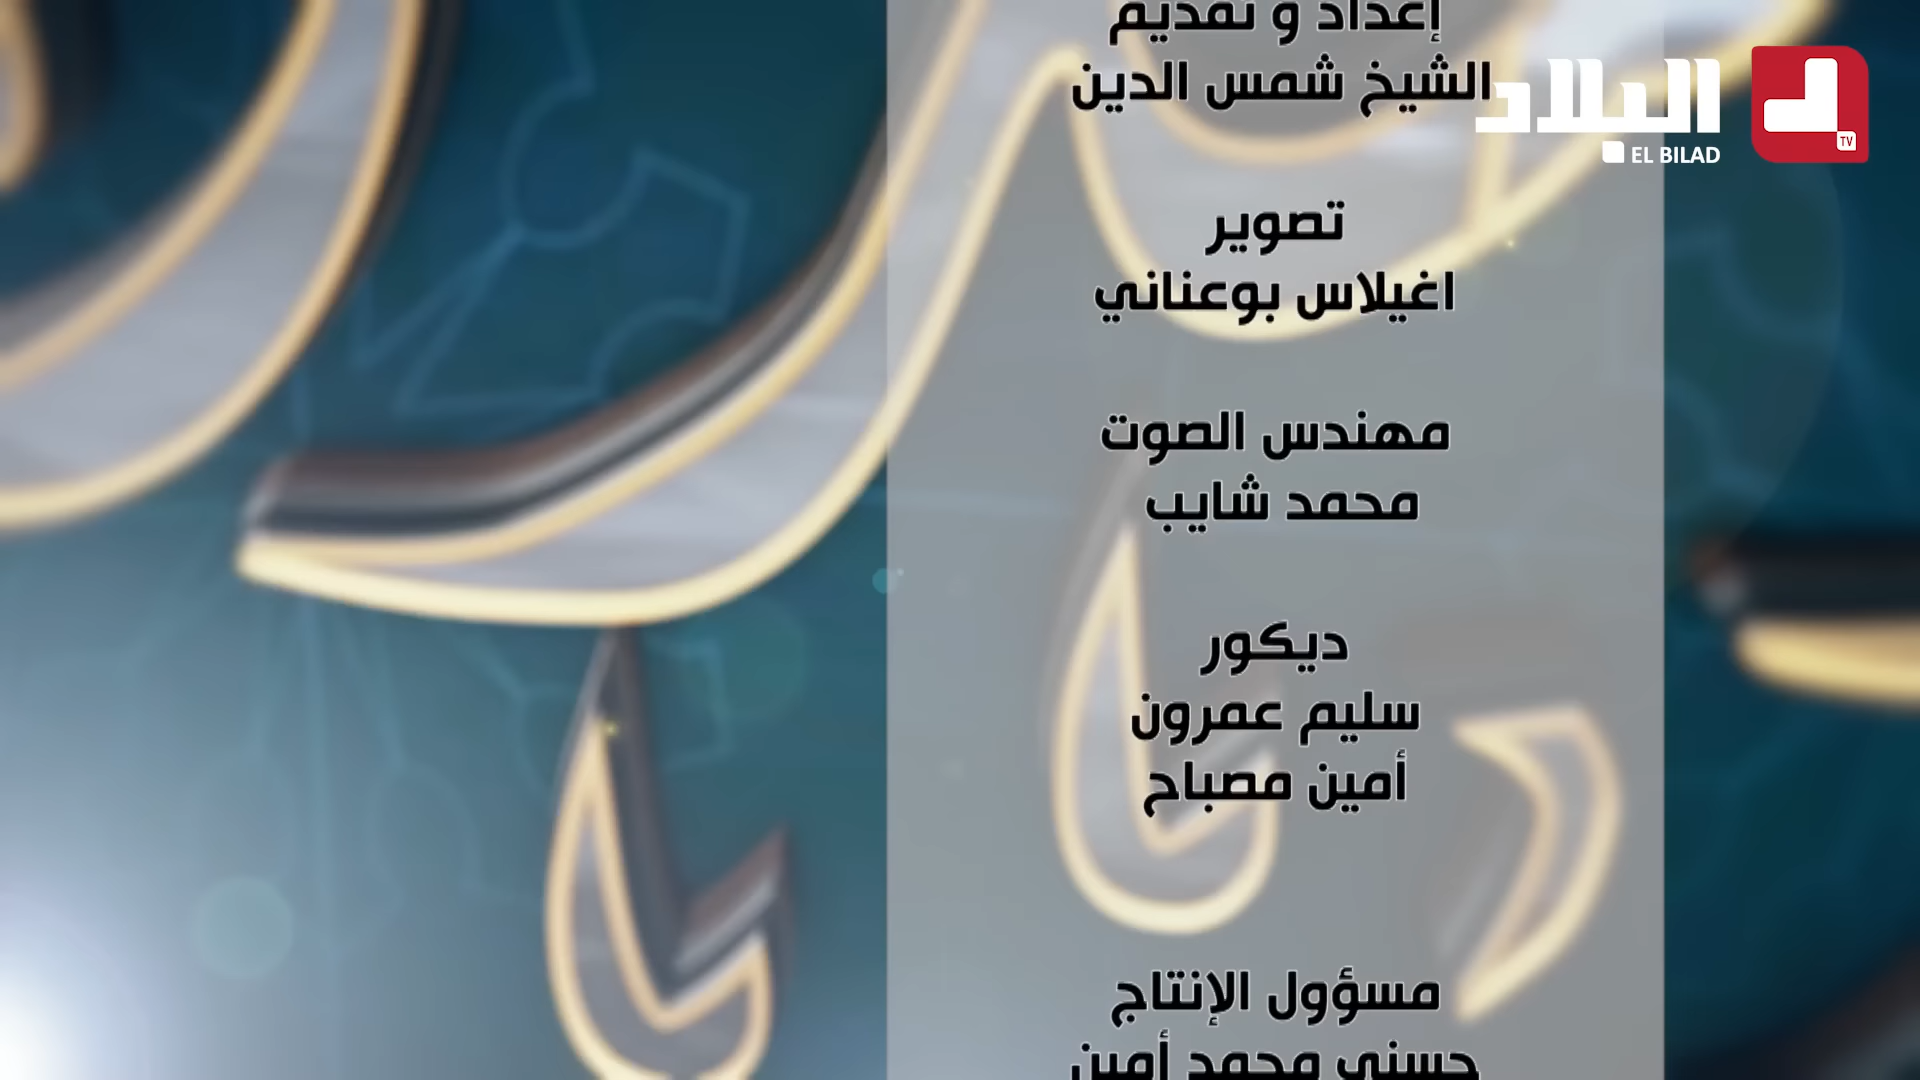 إعداد و تقديم
الشيخ شمس الدين
البلاد
EL BILAD
TV
تصوير
اغيلاس بوعناني
مهندس الصوت
محمد شايب
ديكور
سليم عمرون
أمين مصباح
مسؤول الإنتاج
حسني محمد أمين